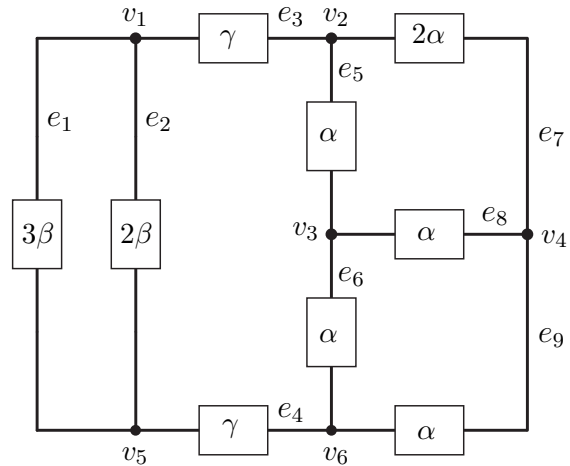 v₁ γ e₃ v₂ 2α
e₅
e₁ e₂ α e₇
3β 2β v₃ α e₈ v₄
e₆
α e₉
v₅ γ e₄ v₆ α